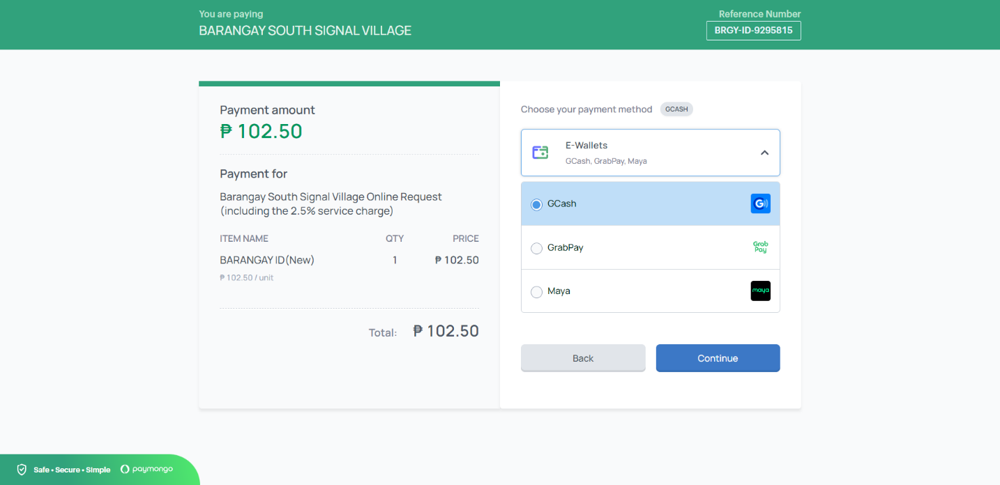 You are paying
BARANGAY SOUTH SIGNAL VILLAGE
Reference Number
BRGY-ID-9295815
Payment amount
₱ 102.50
Payment for
Barangay South Signal Village Online Request
(including the 2.5% service charge)
ITEM NAME QTY PRICE
BARANGAY ID(New) 1 ₱ 102.50
₱ 102.50 / unit
Total: ₱ 102.50
Choose your payment method GCASH
E-Wallets
GCash, GrabPay, Maya
GCash G
GrabPay Grab
Pay
Maya maya
Back Continue
Safe • Secure • Simple paymongo